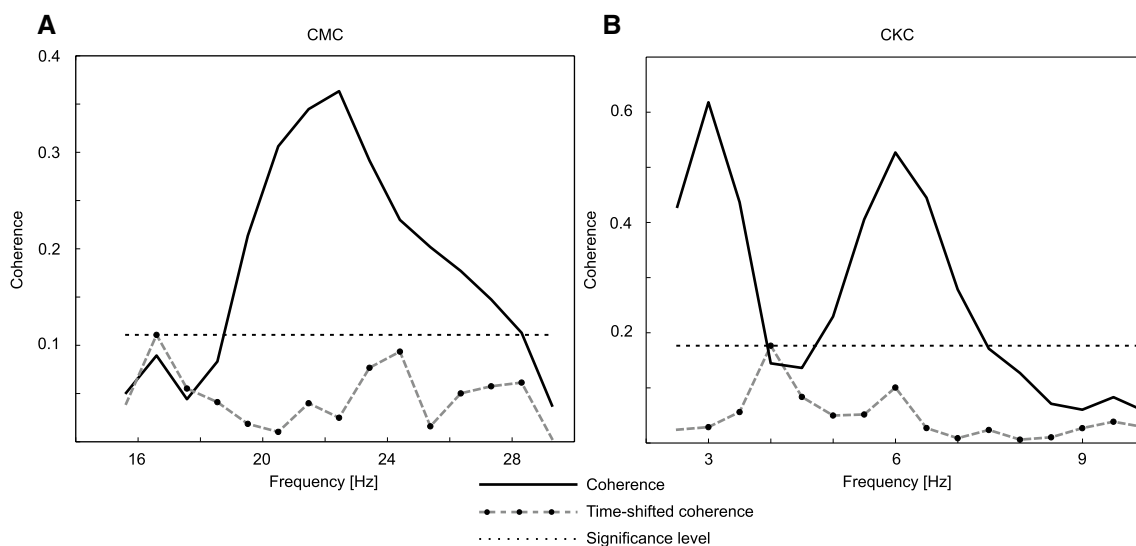 A
B
CMC
CKC
0.4
0.3
0.2
0.1
Coherence
16
20
24
28
Frequency [Hz]
0.6
0.4
0.2
Coherence
3
6
9
Frequency [Hz]
Coherence
Time-shifted coherence
Significance level